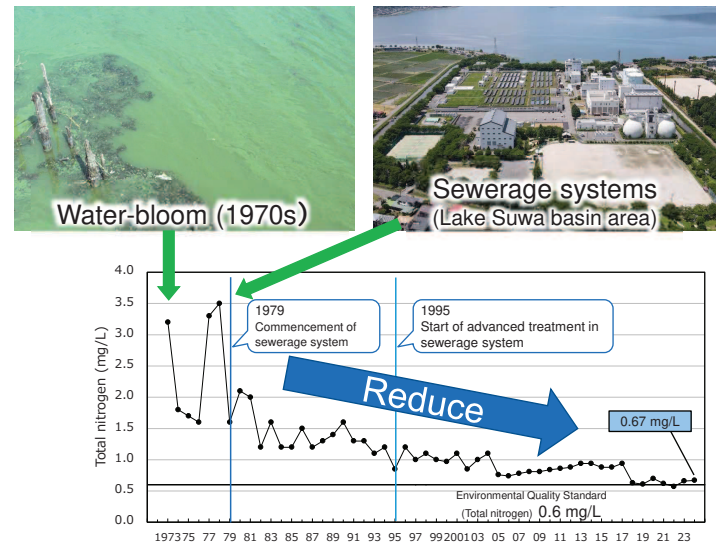 Water-bloom (1970s)
Sewerage systems
(Lake Suwa basin area)
4.0
3.5
3.0
2.5
2.0
1.5
1.0
0.5
0.0
Total nitrogen (mg/L)
1979
Commencement of
sewerage system
1995
Start of advanced treatment in
sewerage system
Reduce
0.67 mg/L
Environmental Quality Standard
(Total nitrogen) 0.6 mg/L
1973 75 77 79 81 83 85 87 89 91 93 95 97 99 2001 03 05 07 09 11 13 15 17 19 21 23